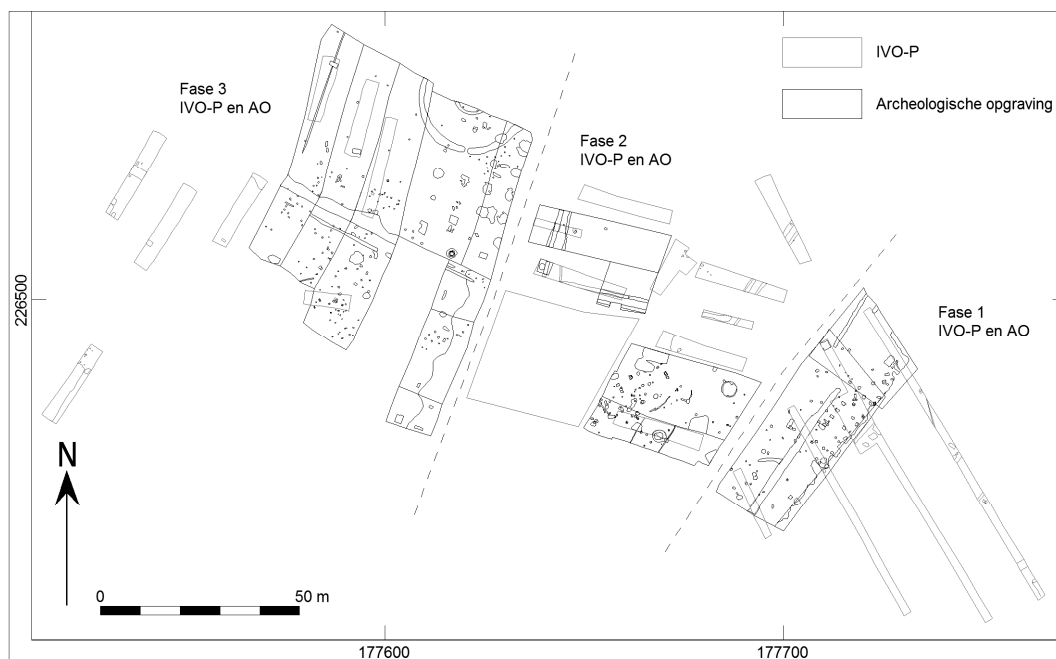 Fase 3
IVO-P en AO
Fase 2
IVO-P en AO
IVO-P
Archeologische opgraving
Fase 1
IVO-P en AO
226500
N
0 50 m
177600 177700